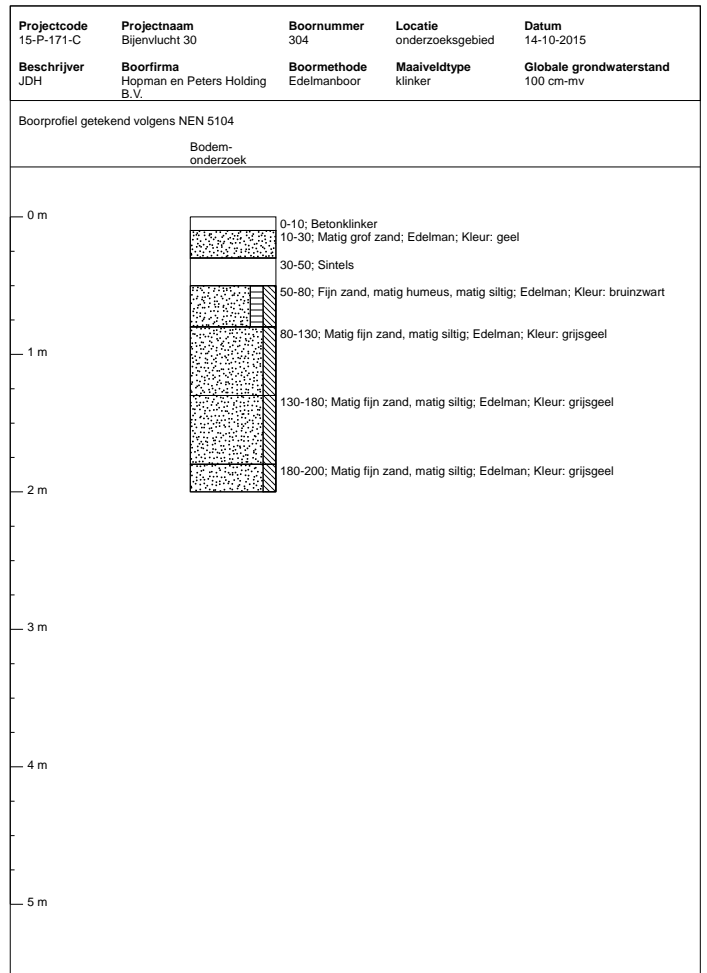 Projectcode Projectnaam Boornummer Locatie Datum
15-P-171-C Bijenvlucht 30 304 onderzoeksgebied 14-10-2015
Beschrijver Boorfirma Boormethode Maaiveldtype Globale grondwaterstand
JDH Hopman en Peters Holding Edelmanboor klinker 100 cm-mv
B.V.
Boorprofiel getekend volgens NEN 5104
Bodem-
onderzoek
0 m
0-10; Betonklinker
10-30; Matig grof zand; Edelman; Kleur: geel
30-50; Sintels
50-80; Fijn zand, matig humeus, matig siltig; Edelman; Kleur: bruinzwart
80-130; Matig fijn zand, matig siltig; Edelman; Kleur: grijsgeel
1 m
130-180; Matig fijn zand, matig siltig; Edelman; Kleur: grijsgeel
180-200; Matig fijn zand, matig siltig; Edelman; Kleur: grijsgeel
2 m
3 m
4 m
5 m